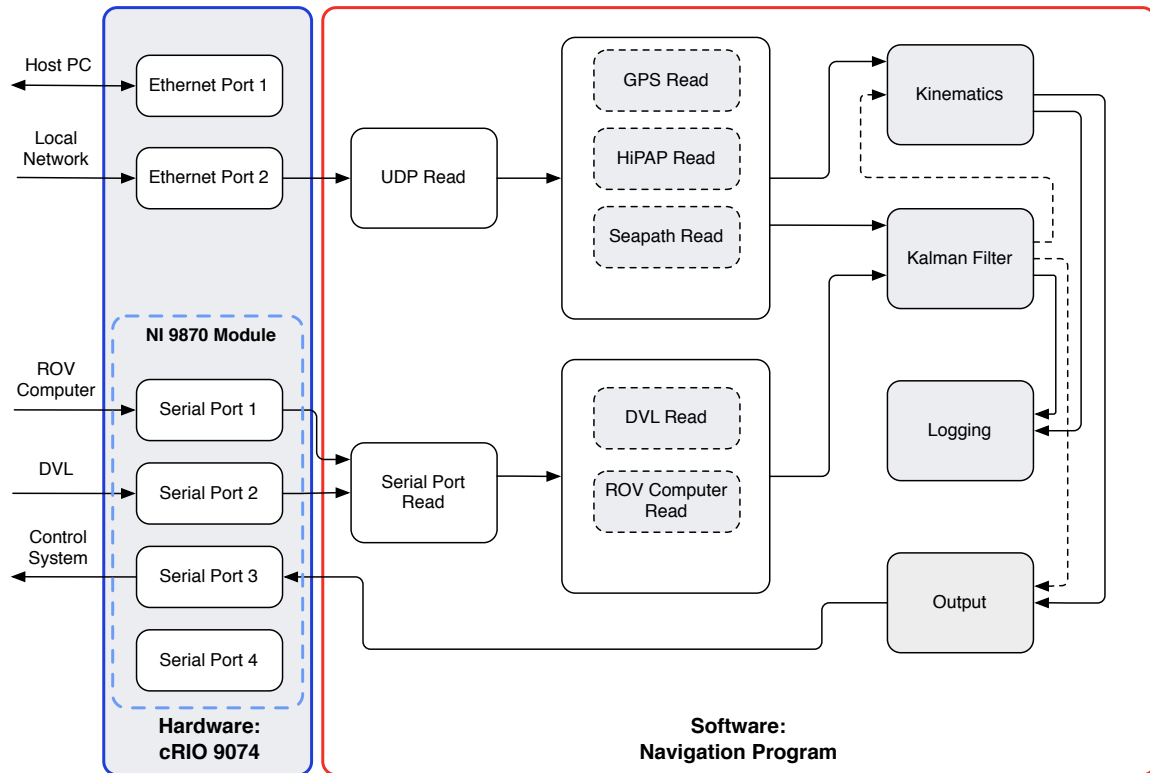 Host PC
Ethernet Port 1
Local
Network
Ethernet Port 2
UDP Read
GPS Read
HiPAP Read
Seapath Read
Kinematics
Kalman Filter
NI 9870 Module
ROV
Computer
Serial Port 1
DVL
Serial Port 2
Control
System
Serial Port 3
Serial Port 4
Serial Port
Read
DVL Read
ROV Computer
Read
Logging
Output
Hardware:
cRIO 9074
Software:
Navigation Program